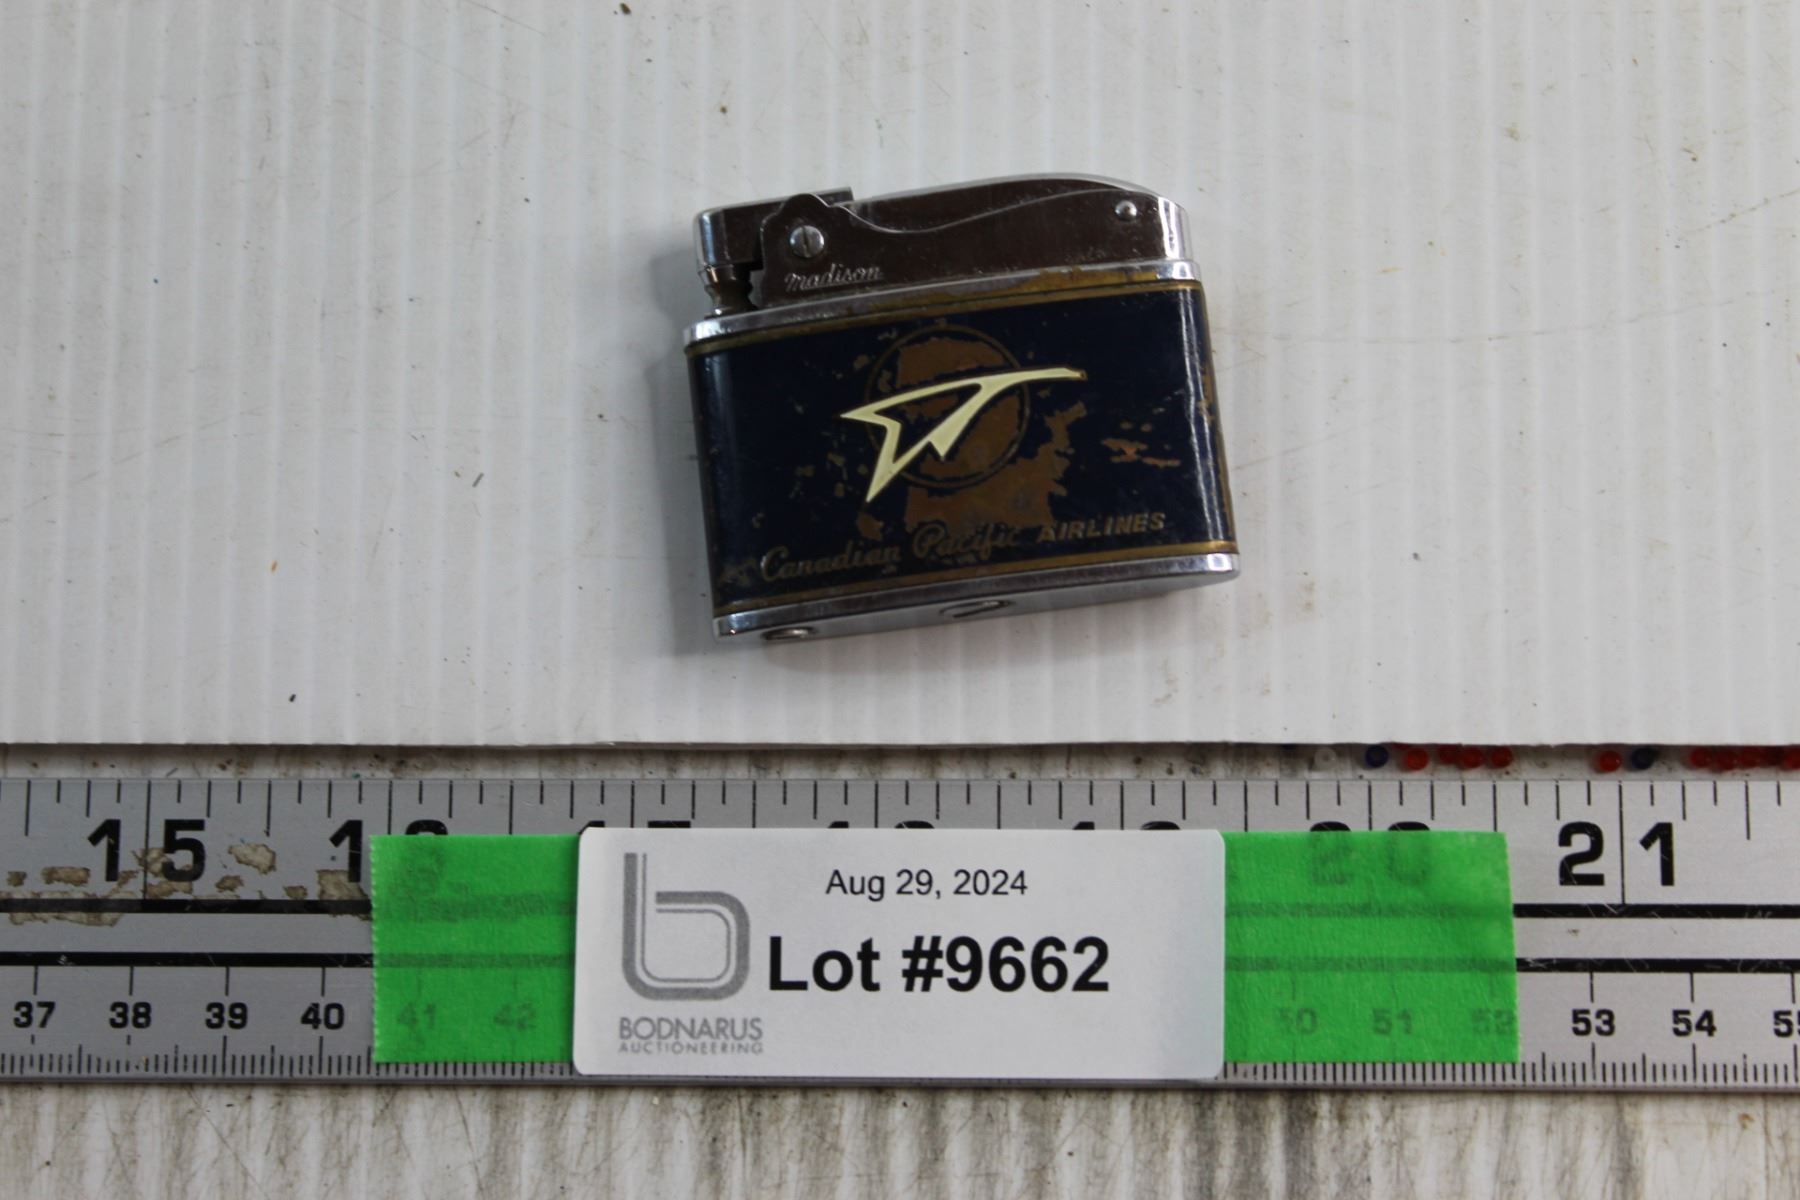 madison
Canadian Pacific AIRLINES
15 21
Aug 29, 2024
Lot #9662
BODNARUS
AUCTIONEERING
37 38 39 40 41 42 50 51 52 53 54